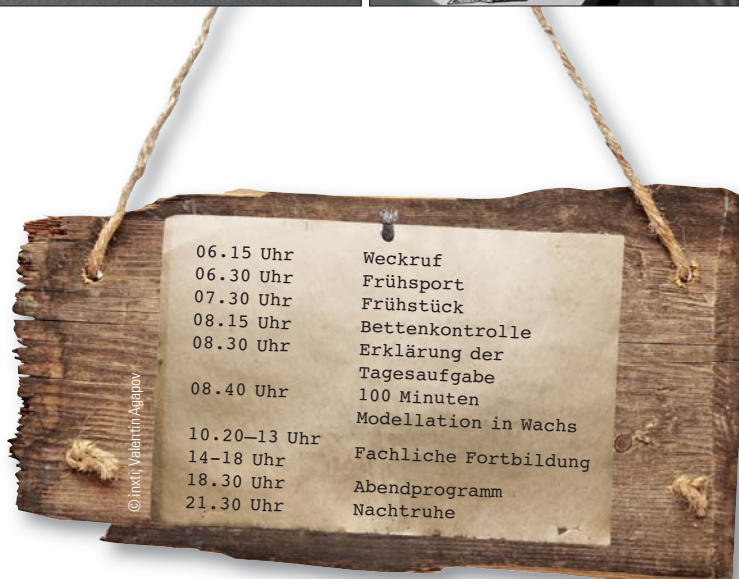 06.15 Uhr Weckruf
06.30 Uhr Frühsport
07.30 Uhr Frühstück
08.15 Uhr Bettenkontrolle
08.30 Uhr Erklärung der
Tagesaufgabe
08.40 Uhr 100 Minuten
Modellation in Wachs
10.20–13 Uhr
14–18 Uhr Fachliche Fortbildung
18.30 Uhr Abendprogramm
21.30 Uhr Nachtruhe
© inxti; Valentin Agapov